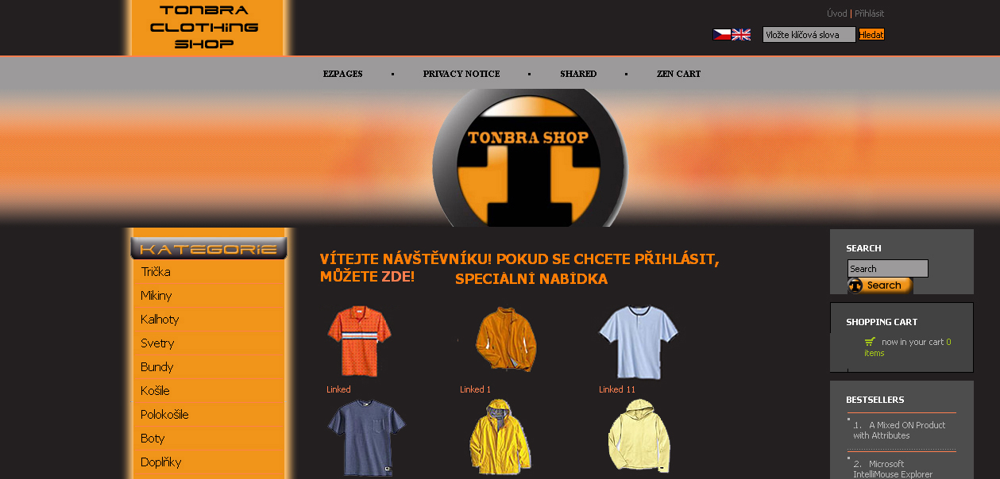 TONBRA
CLOTHING
SHOP
Úvod | Přihlásit
Vložte klíčová slova
Hledat
EZPAGES
PRIVACY NOTICE
SHARED
ZEN CART
TONBRA SHOP
KATEGORIE
Trička
Mikiny
Kalhoty
Svetry
Bundy
Košile
Polokošile
Boty
Doplňky
VÍTEJTE NÁVŠTĚVNÍKU! POKUD SE CHCETE PŘIHLÁSIT,
MŮŽETE ZDE!
SPECIÁLNÍ NABÍDKA
Linked
Linked 1
Linked 11
SEARCH
Search
Search
SHOPPING CART
now in your cart 0
items
BESTSELLERS
1. A Mixed ON Product
with Attributes
2. Microsoft
IntelliMouse Explorer